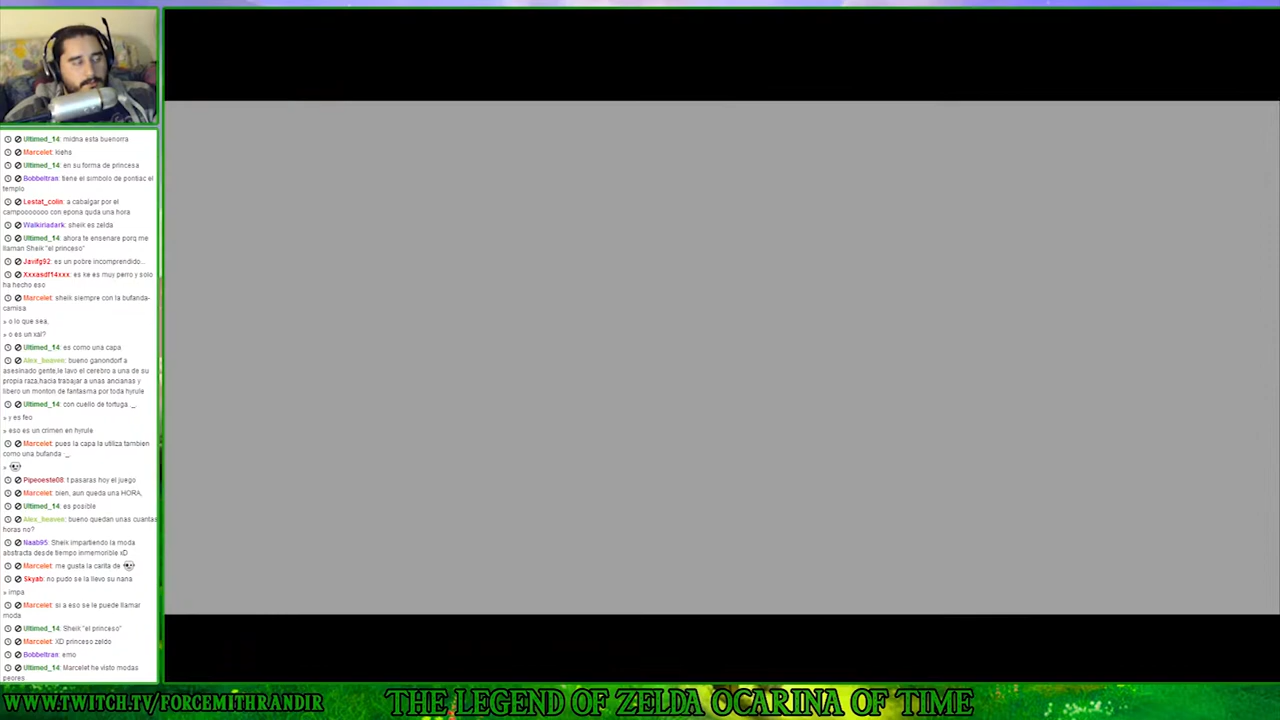 Ultimed_14: midna esta buenorra
Marcelet: kiehs
Ultimed_14: en su forma de princesa
Bobbeltran: tiene el simbolo de pontiac el
templo
Lestat_colin: a cabalgar por el
campooooooo con epona quda una hora
Walkiriadark: sheik es zelda
Ultimed_14: ahora te ensenare porq me
llaman Sheik "el princeso"
Javifg92: es un pobre incomprendido...
Xxxasdf14xxx: es ke es muy perro y solo
ha hecho eso
Marcelet: sheik siempre con la bufanda-
camisa
» o lo que sea,
» o es un xal?
Ultimed_14: es como una capa
Alex_heaven: bueno ganondorf a
asesinado gente,le lavo el cerebro a una de su
propia raza,hacia trabajar a unas ancianas y
libero un monton de fantasma por toda hyrule
Ultimed_14: con cuello de tortuga ._.
» y es feo
» eso es un crimen en hyrule
Marcelet: pues la capa la utiliza tambien
como una bufanda ·_.
»
Pipeoeste08: t pasaras hoy el juego
Marcelet: bien, aun queda una HORA,
Ultimed_14: es posible
Alex_heaven: bueno quedan unas cuantas
horas no?
Naab95: Sheik impartiendo la moda
abstracta desde tiempo inmemorible xD
Marcelet: me gusta la carita de
Skyab: no pudo se la llevo su nana
» impa
Marcelet: si a eso se le puede llamar
moda
Ultimed_14: Sheik "el princeso"
Marcelet: XD princeso zeldo
Bobbeltran: emo
Ultimed_14: Marcelet he visto modas
peores
WWW.TWITCH.TV/FORCEMITHRANDIR
THE LEGEND OF ZELDA OCARINA OF TIME